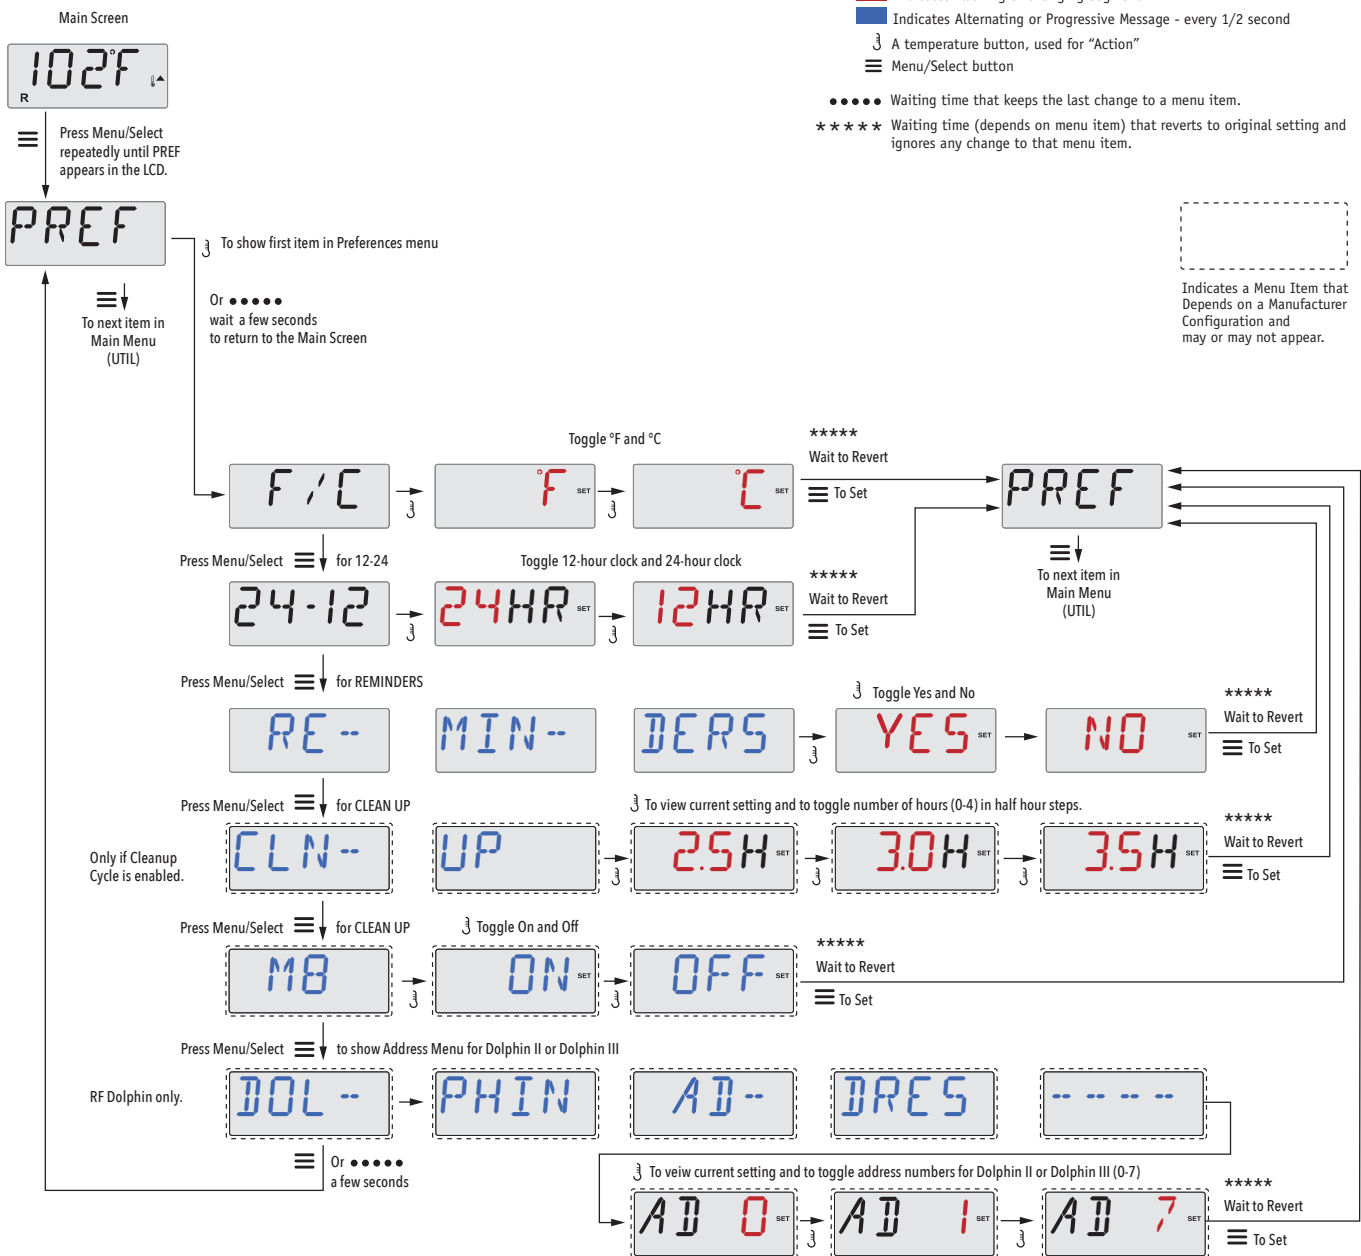 Indicates Alternating or Progressive Message - every 1/2 second
A temperature button, used for “Action”
Menu/Select button
••••• Waiting time that keeps the last change to a menu item.
***** Waiting time (depends on menu item) that reverts to original setting and
ignores any change to that menu item.
Main Screen
102°F
R
Press Menu/Select
repeatedly until PREF
appears in the LCD.
PREF
To show first item in Preferences menu
Or •••••
wait a few seconds
to return to the Main Screen
To next item in
Main Menu
(UTIL)
Indicates a Menu Item that
Depends on a Manufacturer
Configuration and
may or may not appear.
Toggle °F and °C
*****
Wait to Revert
To Set
F/C
°F SET
°C SET
PREF
To next item in
Main Menu
(UTIL)
Press Menu/Select for 12-24
Toggle 12-hour clock and 24-hour clock
*****
Wait to Revert
To Set
24-12
24HR SET
12HR SET
Press Menu/Select for REMINDERS
Toggle Yes and No
*****
Wait to Revert
To Set
RE-
MIN-
DERS
YES SET
NO SET
Press Menu/Select for CLEAN UP
To view current setting and to toggle number of hours (0-4) in half hour steps.
*****
Wait to Revert
To Set
Only if Cleanup
Cycle is enabled.
CLN-
UP
2.5H SET
3.0H SET
3.5H SET
Press Menu/Select for CLEAN UP
Toggle On and Off
*****
Wait to Revert
To Set
M8
ON SET
OFF SET
Press Menu/Select to show Address Menu for Dolphin II or Dolphin III
RF Dolphin only.
DOL-
PHIN
AD-
DRES
----
Or •••••
a few seconds
To veiw current setting and to toggle address numbers for Dolphin II or Dolphin III (0-7)
*****
Wait to Revert
To Set
AD 0 SET
AD 1 SET
AD 7 SET